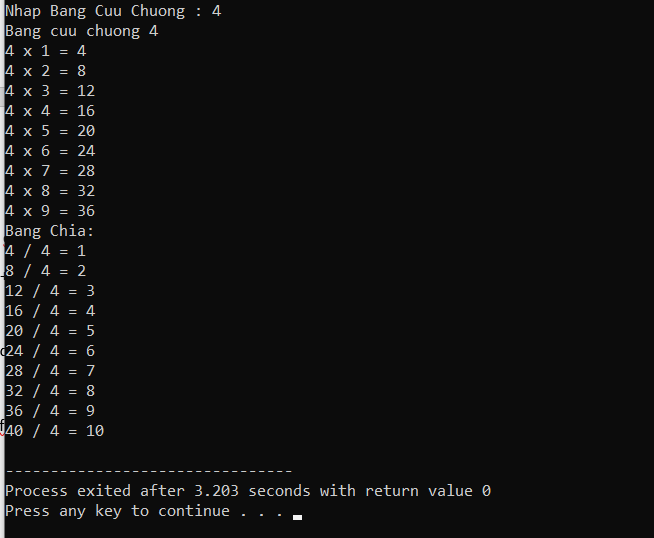 Nhap Bang Cuu Chuong : 4
Bang cuu chuong 4
4 x 1 = 4
4 x 2 = 8
4 x 3 = 12
4 x 4 = 16
4 x 5 = 20
4 x 6 = 24
4 x 7 = 28
4 x 8 = 32
4 x 9 = 36
Bang Chia:
4 / 4 = 1
8 / 4 = 2
12 / 4 = 3
16 / 4 = 4
20 / 4 = 5
24 / 4 = 6
28 / 4 = 7
32 / 4 = 8
36 / 4 = 9
40 / 4 = 10
--------------------------------
Process exited after 3.203 seconds with return value 0
Press any key to continue . . .